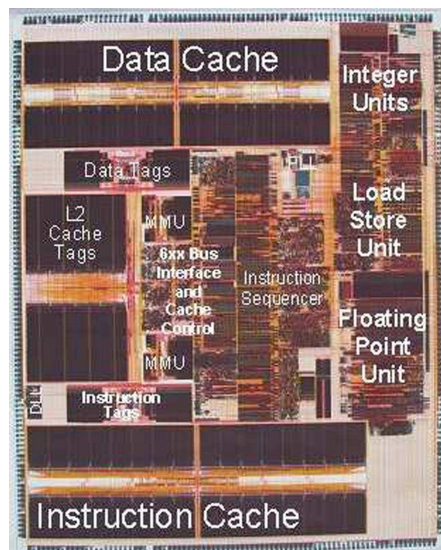 Data Cache
Integer
Units
Data Tags
L2
Cache
Tags
MMU
Load
Store
Unit
6xx Bus
Interface
and
Cache
Control
Instruction
Sequencer
Floating
Point
Unit
MMU
DLL
Instruction
Tags
Instruction Cache